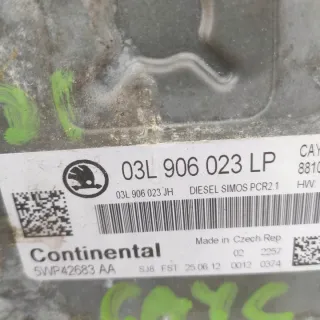 03L 906 023 LP
CAY
03L 906 023 JH DIESEL SIMOS PCR2.1
8810
HW
Made in Czech Rep
Continental
02 2257
5WP42683 AA
FST 25.06.12 0012 0374
CAYC